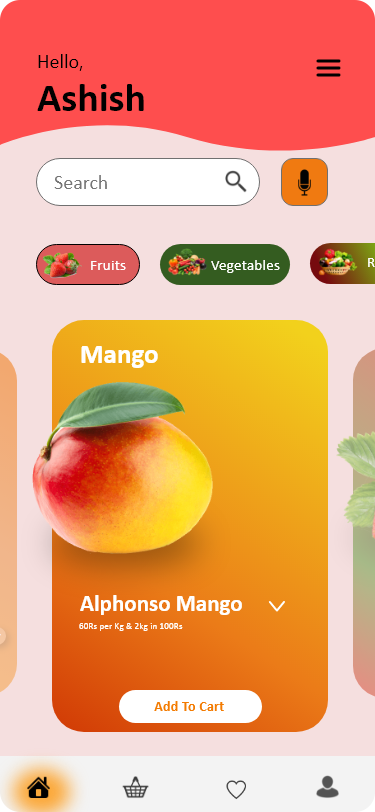 Hello,
Ashish
Search
Fruits
Vegetables
R
Mango
Alphonso Mango
60Rs per Kg & 2kg in 100Rs
Add To Cart